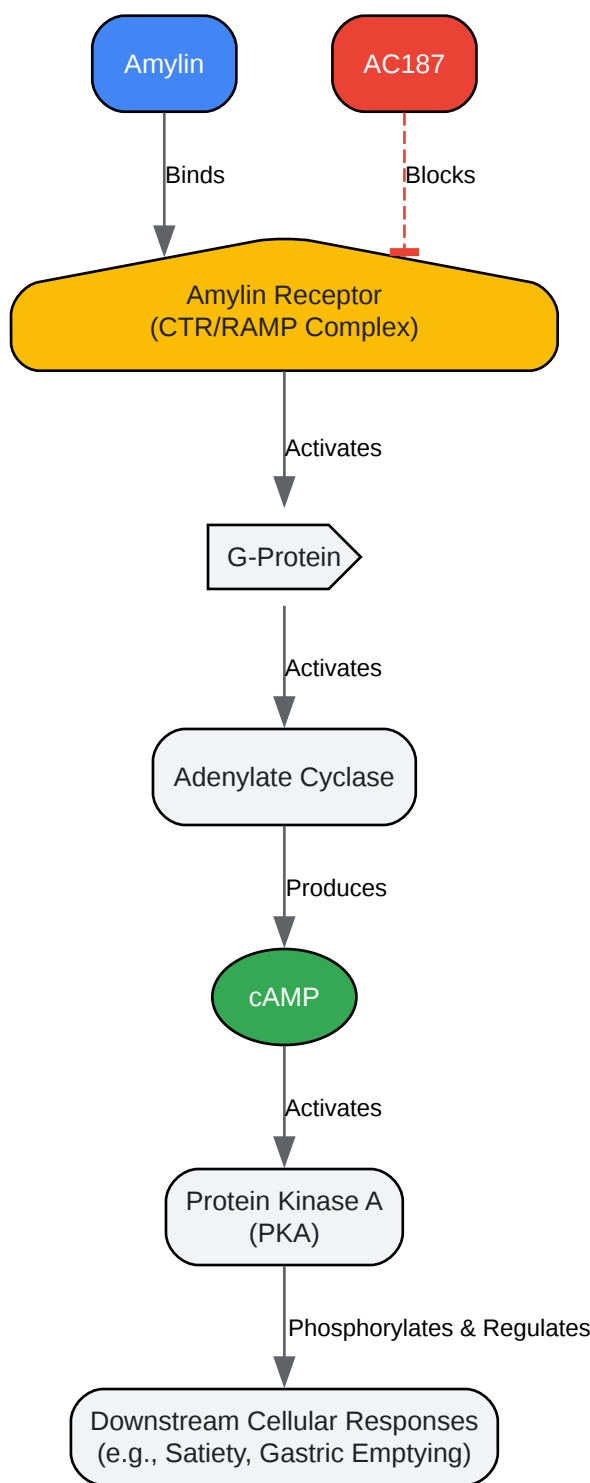 Amylin
AC187
Binds
Blocks
Amylin Receptor
(CTR/RAMP Complex)
Activates
G-Protein
Activates
Adenylate Cyclase
Produces
cAMP
Activates
Protein Kinase A
(PKA)
Phosphorylates & Regulates
Downstream Cellular Responses
(e.g., Satiety, Gastric Emptying)